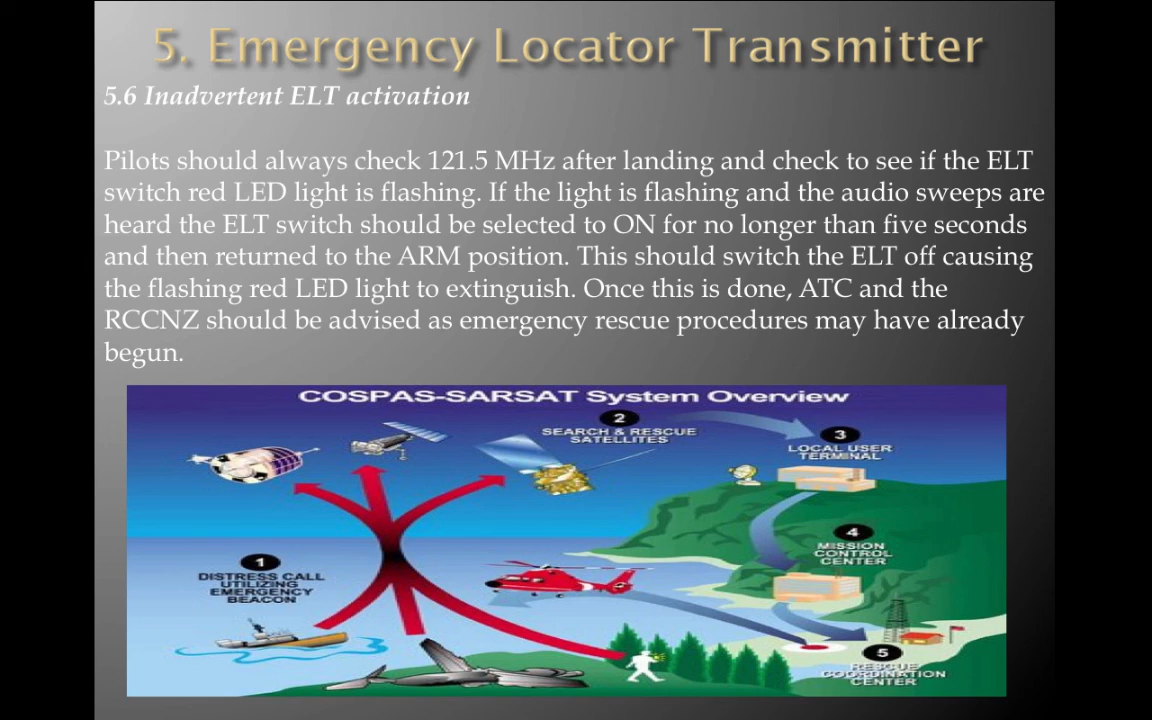 5. Emergency Locator Transmitter
5.6 Inadvertent ELT activation
Pilots should always check 121.5 MHz after landing and check to see if the ELT
switch red LED light is flashing. If the light is flashing and the audio sweeps are
heard the ELT switch should be selected to ON for no longer than five seconds
and then returned to the ARM position. This should switch the ELT off causing
the flashing red LED light to extinguish. Once this is done, ATC and the
RCCNZ should be advised as emergency rescue procedures may have already
begun.
COSPAS-SARSAT System Overview
2
SEARCH & RESCUE
SATELLITES
3
LOCAL USER
TERMINAL
4
MISSION
CONTROL
CENTER
1
DISTRESS CALL
UTILIZING
EMERGENCY
BEACON
5
RESCUE
COORDINATION
CENTER